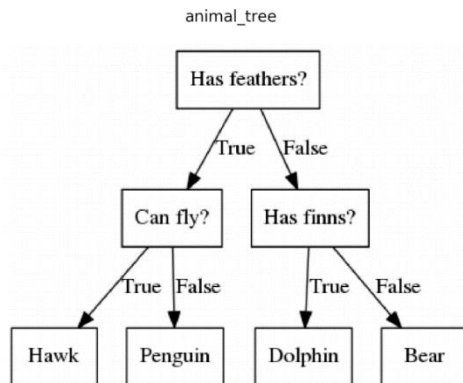 animal_tree
Has feathers?
True
False
Can fly?
Has finns?
True
False
True
False
Hawk
Penguin
Dolphin
Bear